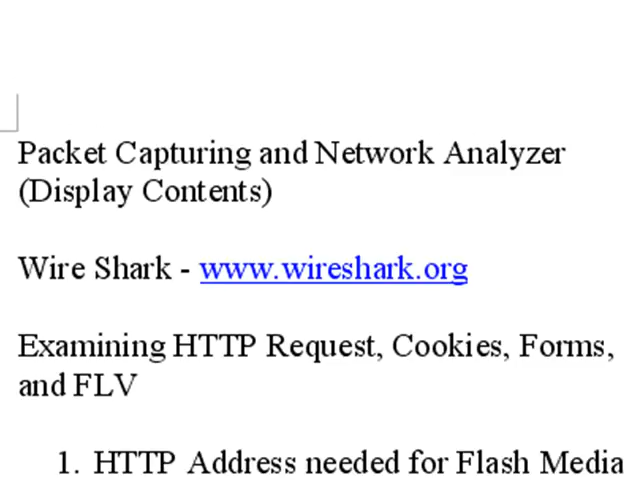 Packet Capturing and Network Analyzer
(Display Contents)
Wire Shark - www.wireshark.org
Examining HTTP Request, Cookies, Forms,
and FLV
1. HTTP Address needed for Flash Media